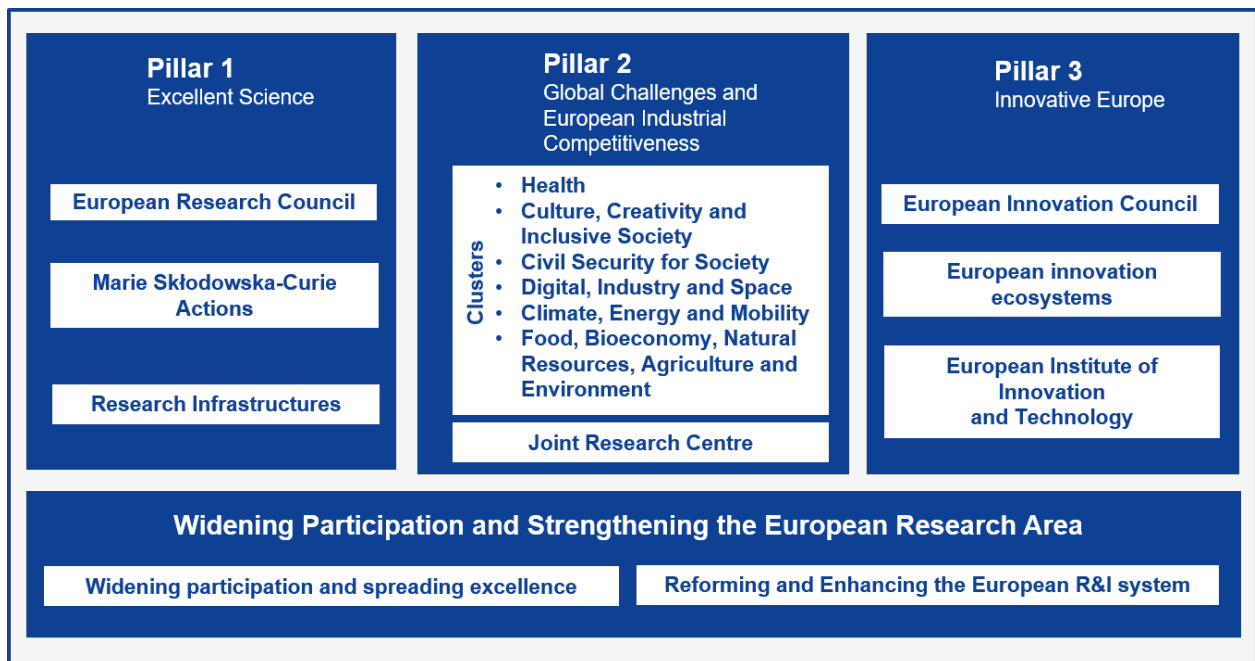 Pillar 1
Excellent Science
European Research Council
Marie Skłodowska-Curie
Actions
Research Infrastructures
Pillar 2
Global Challenges and
European Industrial
Competitiveness
Clusters
• Health
• Culture, Creativity and
Inclusive Society
• Civil Security for Society
• Digital, Industry and Space
• Climate, Energy and Mobility
• Food, Bioeconomy, Natural
Resources, Agriculture and
Environment
Joint Research Centre
Pillar 3
Innovative Europe
European Innovation Council
European innovation
ecosystems
European Institute of
Innovation
and Technology
Widening Participation and Strengthening the European Research Area
Widening participation and spreading excellence
Reforming and Enhancing the European R&I system